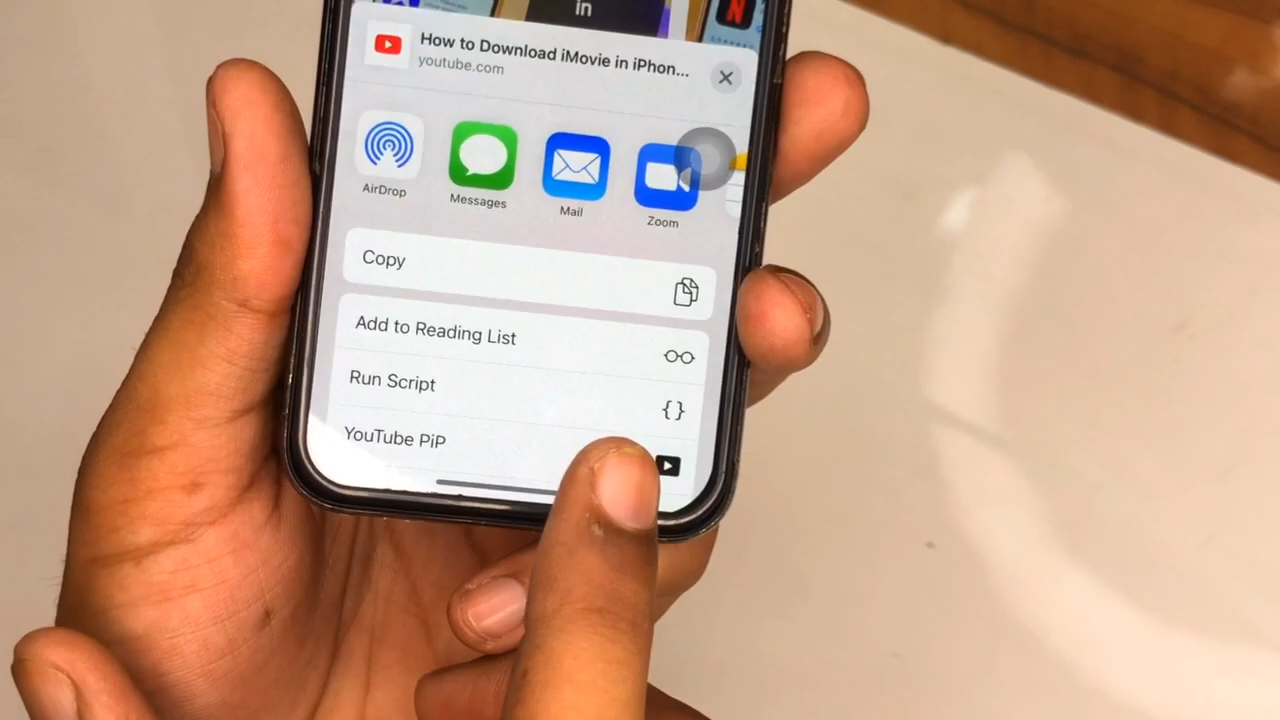 in
N
How to Download iMovie in iPhon...
youtube.com
AirDrop
Messages
Mail
Zoom
Copy
Add to Reading List
Run Script
{}
YouTube PiP